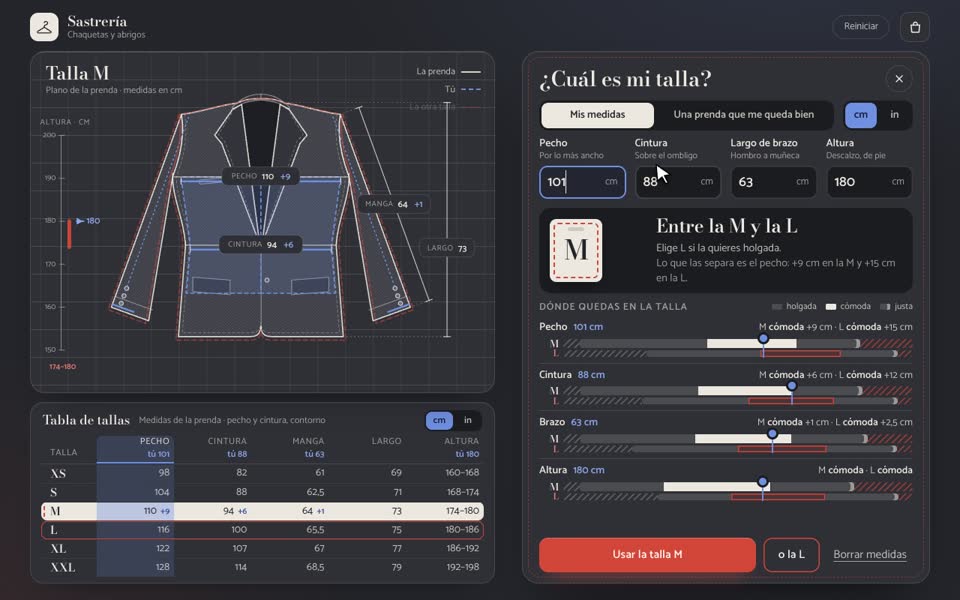 Sastrería
Chaquetas y abrigos
Reiniciar
Talla M
Plano de la prenda · medidas en cm
La prenda
Tú
La otra talla
ALTURA · CM
200
190
180
170
160
150
180
174–180
PECHO 110 +9
MANGA 64 +1
CINTURA 94 +6
LARGO 73
Tabla de tallas
Medidas de la prenda · pecho y cintura, contorno
cm in
TALLA PECHO CINTURA MANGA LARGO ALTURA
tú 101 tú 88 tú 63 tú 180
XS 98 82 61 69 160–168
S 104 88 62,5 71 168–174
M 110 +9 94 +6 64 +1 73 174–180
L 116 100 65,5 75 180–186
XL 122 107 67 77 186–192
XXL 128 114 68,5 79 192–198
¿Cuál es mi talla?
Mis medidas
Una prenda que me queda bien
cm in
Pecho
Por lo más ancho
101 cm
Cintura
Sobre el ombligo
88 cm
Largo de brazo
Hombro a muñeca
63 cm
Altura
Descalzo, de pie
180 cm
M
Entre la M y la L
Elige L si la quieres holgada.
Lo que las separa es el pecho: +9 cm en la M y +15 cm
en la L.
DÓNDE QUEDAS EN LA TALLA
holgada cómoda justa
Pecho 101 cm
M cómoda +9 cm · L cómoda +15 cm
M
L
Cintura 88 cm
M cómoda +6 cm · L cómoda +12 cm
M
L
Brazo 63 cm
M cómoda +1 cm · L cómoda +2,5 cm
M
L
Altura 180 cm
M cómoda · L cómoda
M
L
Usar la talla M
o la L
Borrar medidas